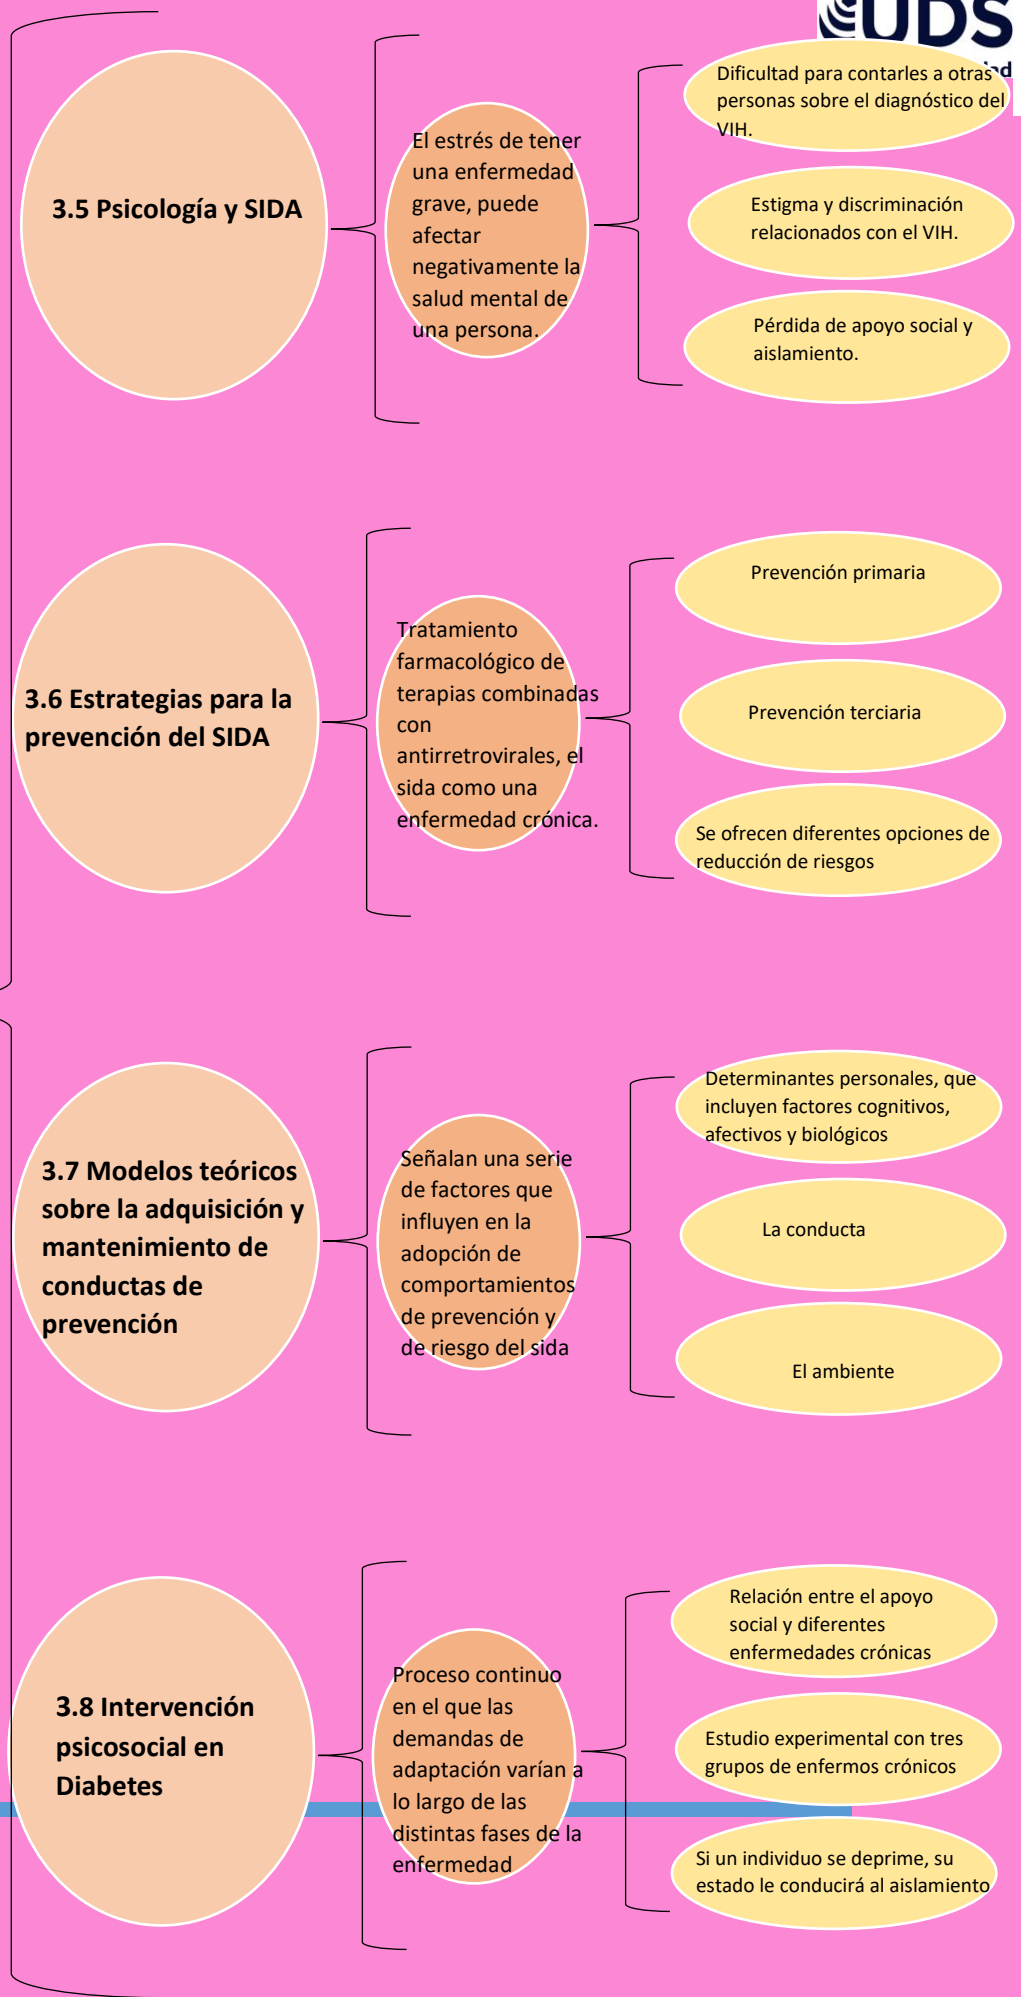 UDS
3.5 Psicología y SIDA
El estrés de tener
una enfermedad
grave, puede
afectar
negativamente la
salud mental de
una persona.
Dificultad para contarles a otras
personas sobre el diagnóstico del
VIH.
Estigma y discriminación
relacionados con el VIH.
Pérdida de apoyo social y
aislamiento.
3.6 Estrategias para la
prevención del SIDA
Tratamiento
farmacológico de
terapias combinadas
con
antirretrovirales, el
sida como una
enfermedad crónica.
Prevención primaria
Prevención terciaria
Se ofrecen diferentes opciones de
reducción de riesgos
3.7 Modelos teóricos
sobre la adquisición y
mantenimiento de
conductas de
prevención
Señalan una serie
de factores que
influyen en la
adopción de
comportamientos
de prevención y
de riesgo del sida
Determinantes personales, que
incluyen factores cognitivos,
afectivos y biológicos
La conducta
El ambiente
3.8 Intervención
psicosocial en
Diabetes
Proceso continuo
en el que las
demandas de
adaptación varían a
lo largo de las
distintas fases de la
enfermedad
Relación entre el apoyo
social y diferentes
enfermedades crónicas
Estudio experimental con tres
grupos de enfermos crónicos
Si un individuo se deprime, su
estado le conducirá al aislamiento